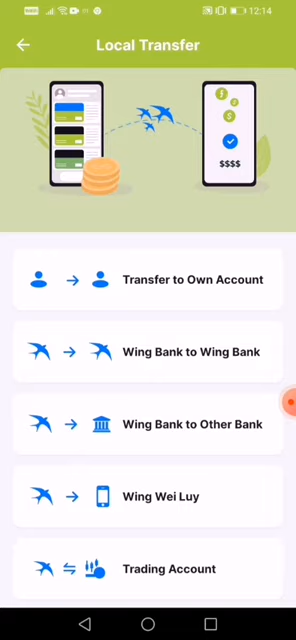 12:14
Local Transfer
$$$$
Transfer to Own Account
Wing Bank to Wing Bank
Wing Bank to Other Bank
Wing Wei Luy
Trading Account